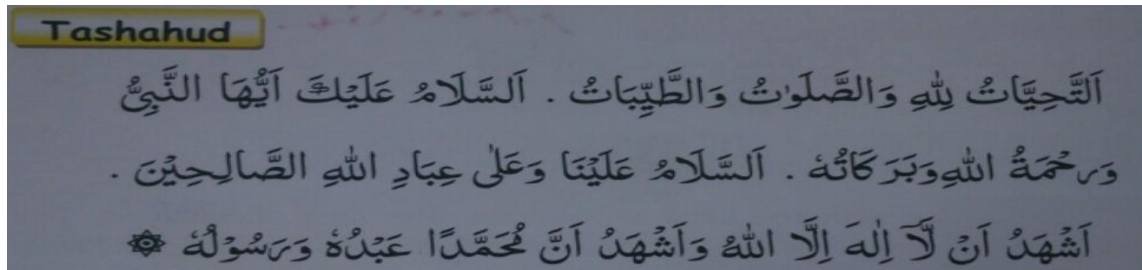 Tashahud
اَلتَّحِيَّاتُ لِلّٰهِ وَالصَّلَوٰتُ وَالطَّيِّبَاتُ . اَلسَّلَامُ عَلَيْكَ اَيُّهَا النَّبِيُّ
وَرَحْمَةُ اللّٰهِ وَبَرَكَاتُهٗ . اَلسَّلَامُ عَلَيْنَا وَعَلٰى عِبَادِ اللّٰهِ الصَّالِحِيْنَ .
اَشْهَدُ اَنْ لَّآ اِلٰهَ اِلَّا اللّٰهُ وَاَشْهَدُ اَنَّ مُحَمَّدًا عَبْدُهٗ وَرَسُوْلُهٗ ۞